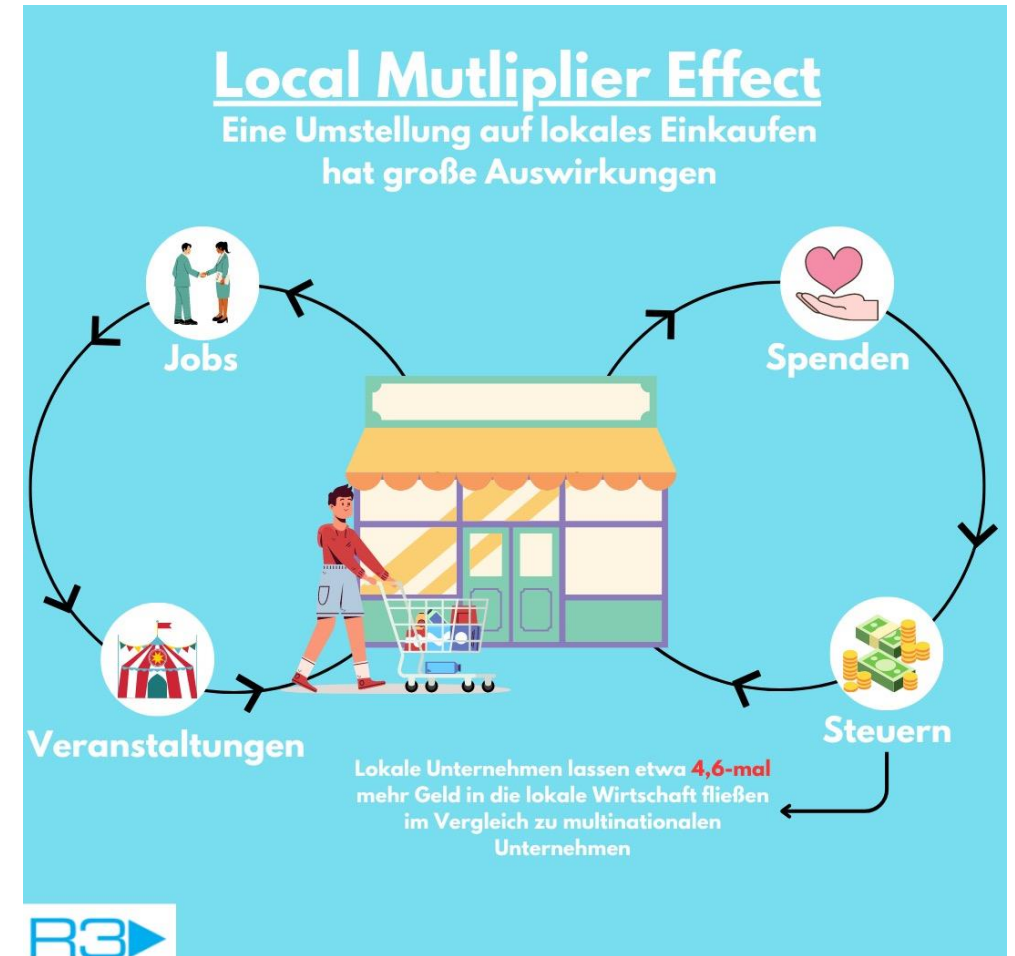 Local Mutliplier Effect
Eine Umstellung auf lokales Einkaufen
hat große Auswirkungen
Jobs
Spenden
Veranstaltungen
Steuern
Lokale Unternehmen lassen etwa 4,6-mal
mehr Geld in die lokale Wirtschaft fließen
im Vergleich zu multinationalen
Unternehmen
R3